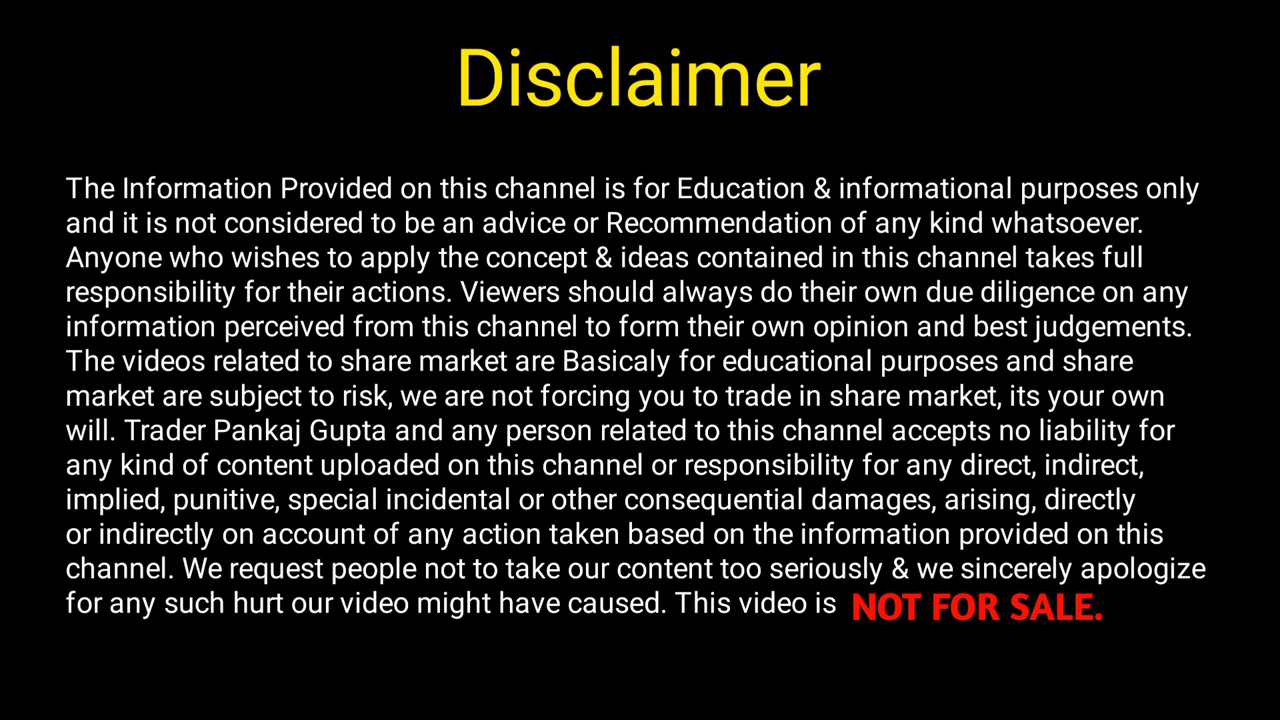 Disclaimer
The Information Provided on this channel is for Education & informational purposes only
and it is not considered to be an advice or Recommendation of any kind whatsoever.
Anyone who wishes to apply the concept & ideas contained in this channel takes full
responsibility for their actions. Viewers should always do their own due diligence on any
information perceived from this channel to form their own opinion and best judgements.
The videos related to share market are Basicaly for educational purposes and share
market are subject to risk, we are not forcing you to trade in share market, its your own
will. Trader Pankaj Gupta and any person related to this channel accepts no liability for
any kind of content uploaded on this channel or responsibility for any direct, indirect,
implied, punitive, special incidental or other consequential damages, arising, directly
or indirectly on account of any action taken based on the information provided on this
channel. We request people not to take our content too seriously & we sincerely apologize
for any such hurt our video might have caused. This video is NOT FOR SALE.